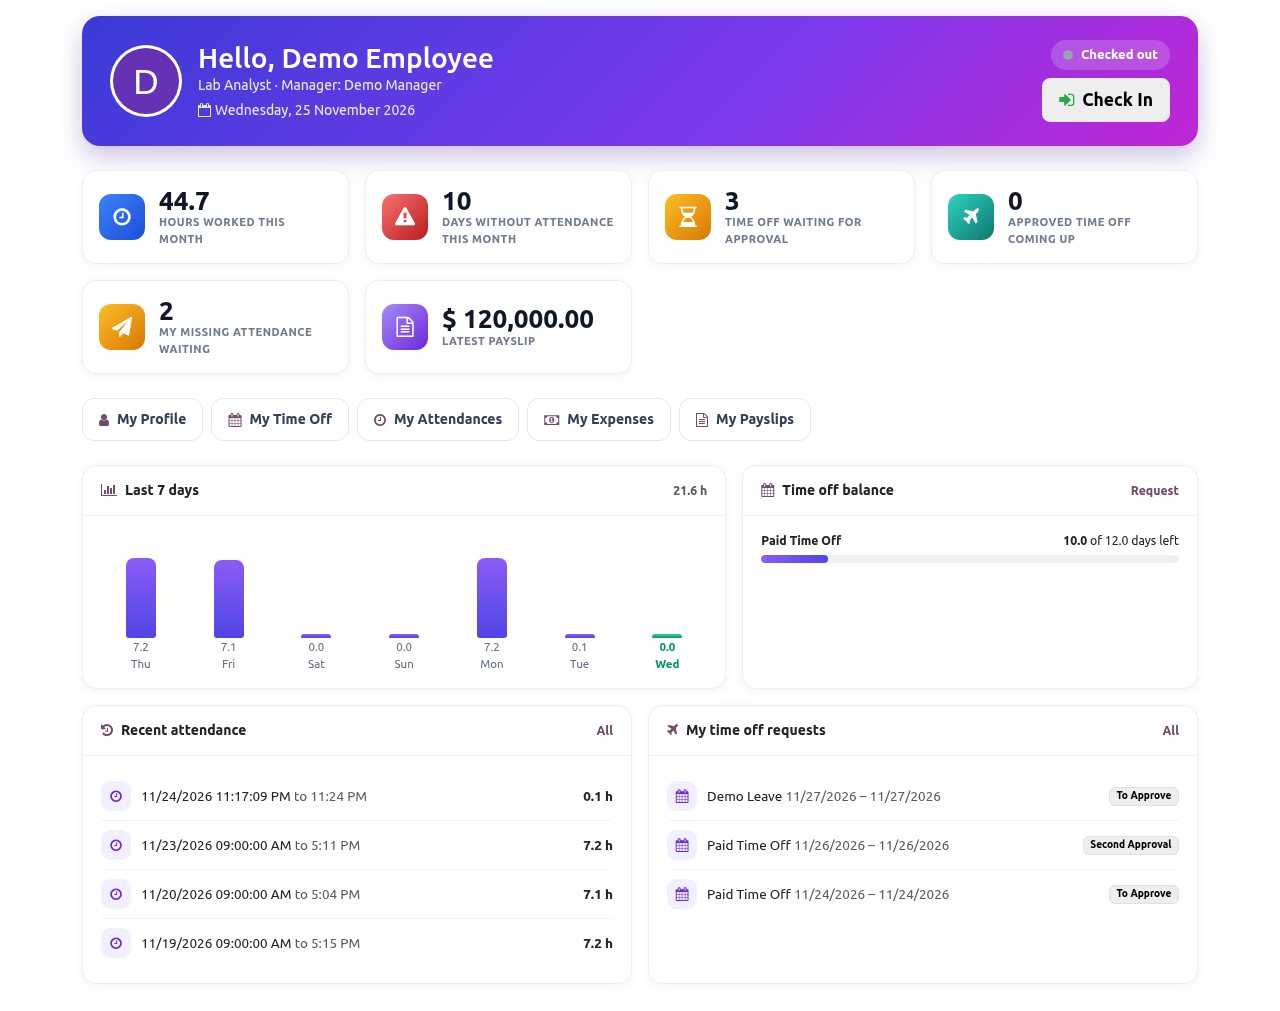 D
Hello, Demo Employee
Lab Analyst · Manager: Demo Manager
Wednesday, 25 November 2026
Checked out
Check In
44.7
HOURS WORKED THIS
MONTH
10
DAYS WITHOUT ATTENDANCE
THIS MONTH
3
TIME OFF WAITING FOR
APPROVAL
0
APPROVED TIME OFF
COMING UP
2
MY MISSING ATTENDANCE
WAITING
$ 120,000.00
LATEST PAYSLIP
My Profile
My Time Off
My Attendances
My Expenses
My Payslips
Last 7 days
21.6 h
7.2
Thu
7.1
Fri
0.0
Sat
0.0
Sun
7.2
Mon
0.1
Tue
0.0
Wed
Time off balance
Request
Paid Time Off
10.0 of 12.0 days left
Recent attendance
All
11/24/2026 11:17:09 PM to 11:24 PM
0.1 h
11/23/2026 09:00:00 AM to 5:11 PM
7.2 h
11/20/2026 09:00:00 AM to 5:04 PM
7.1 h
11/19/2026 09:00:00 AM to 5:15 PM
7.2 h
My time off requests
All
Demo Leave 11/27/2026 – 11/27/2026
To Approve
Paid Time Off 11/26/2026 – 11/26/2026
Second Approval
Paid Time Off 11/24/2026 – 11/24/2026
To Approve